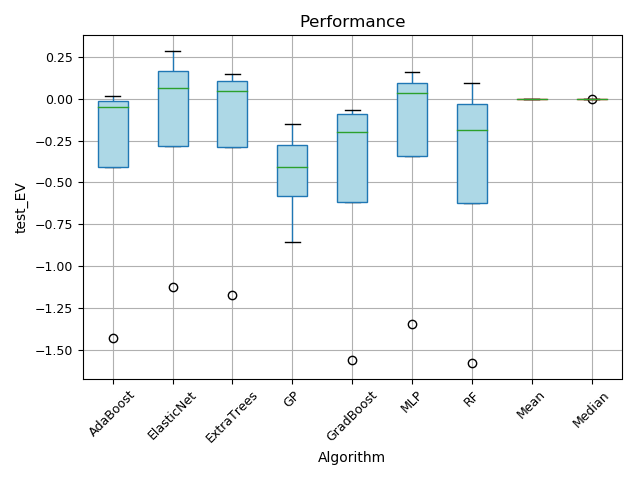 Performance
test_EV
0.25
0.00
−0.25
−0.50
−0.75
−1.00
−1.25
−1.50
AdaBoost
ElasticNet
ExtraTrees
GP
GradBoost
MLP
RF
Mean
Median
Algorithm